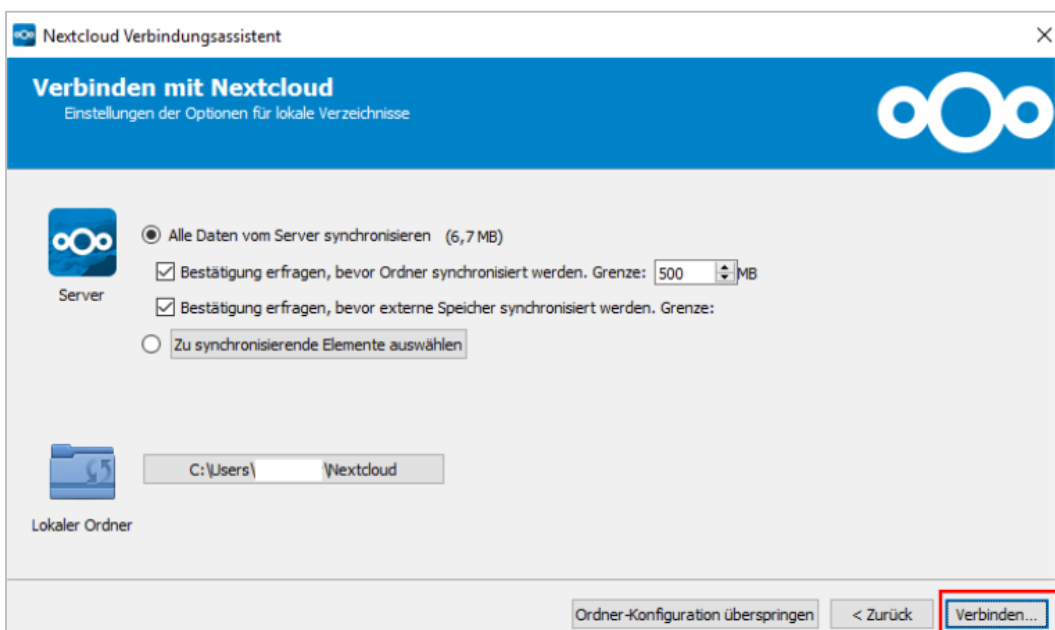 Nextcloud Verbindungsassistent
Verbinden mit Nextcloud
Einstellungen der Optionen für lokale Verzeichnisse
Alle Daten vom Server synchronisieren (6,7 MB)
Bestätigung erfragen, bevor Ordner synchronisiert werden. Grenze: 500 MB
Server
Bestätigung erfragen, bevor externe Speicher synchronisiert werden. Grenze:
Zu synchronisierende Elemente auswählen
C:\Users\ \Nextcloud
Lokaler Ordner
Ordner-Konfiguration überspringen < Zurück Verbinden...